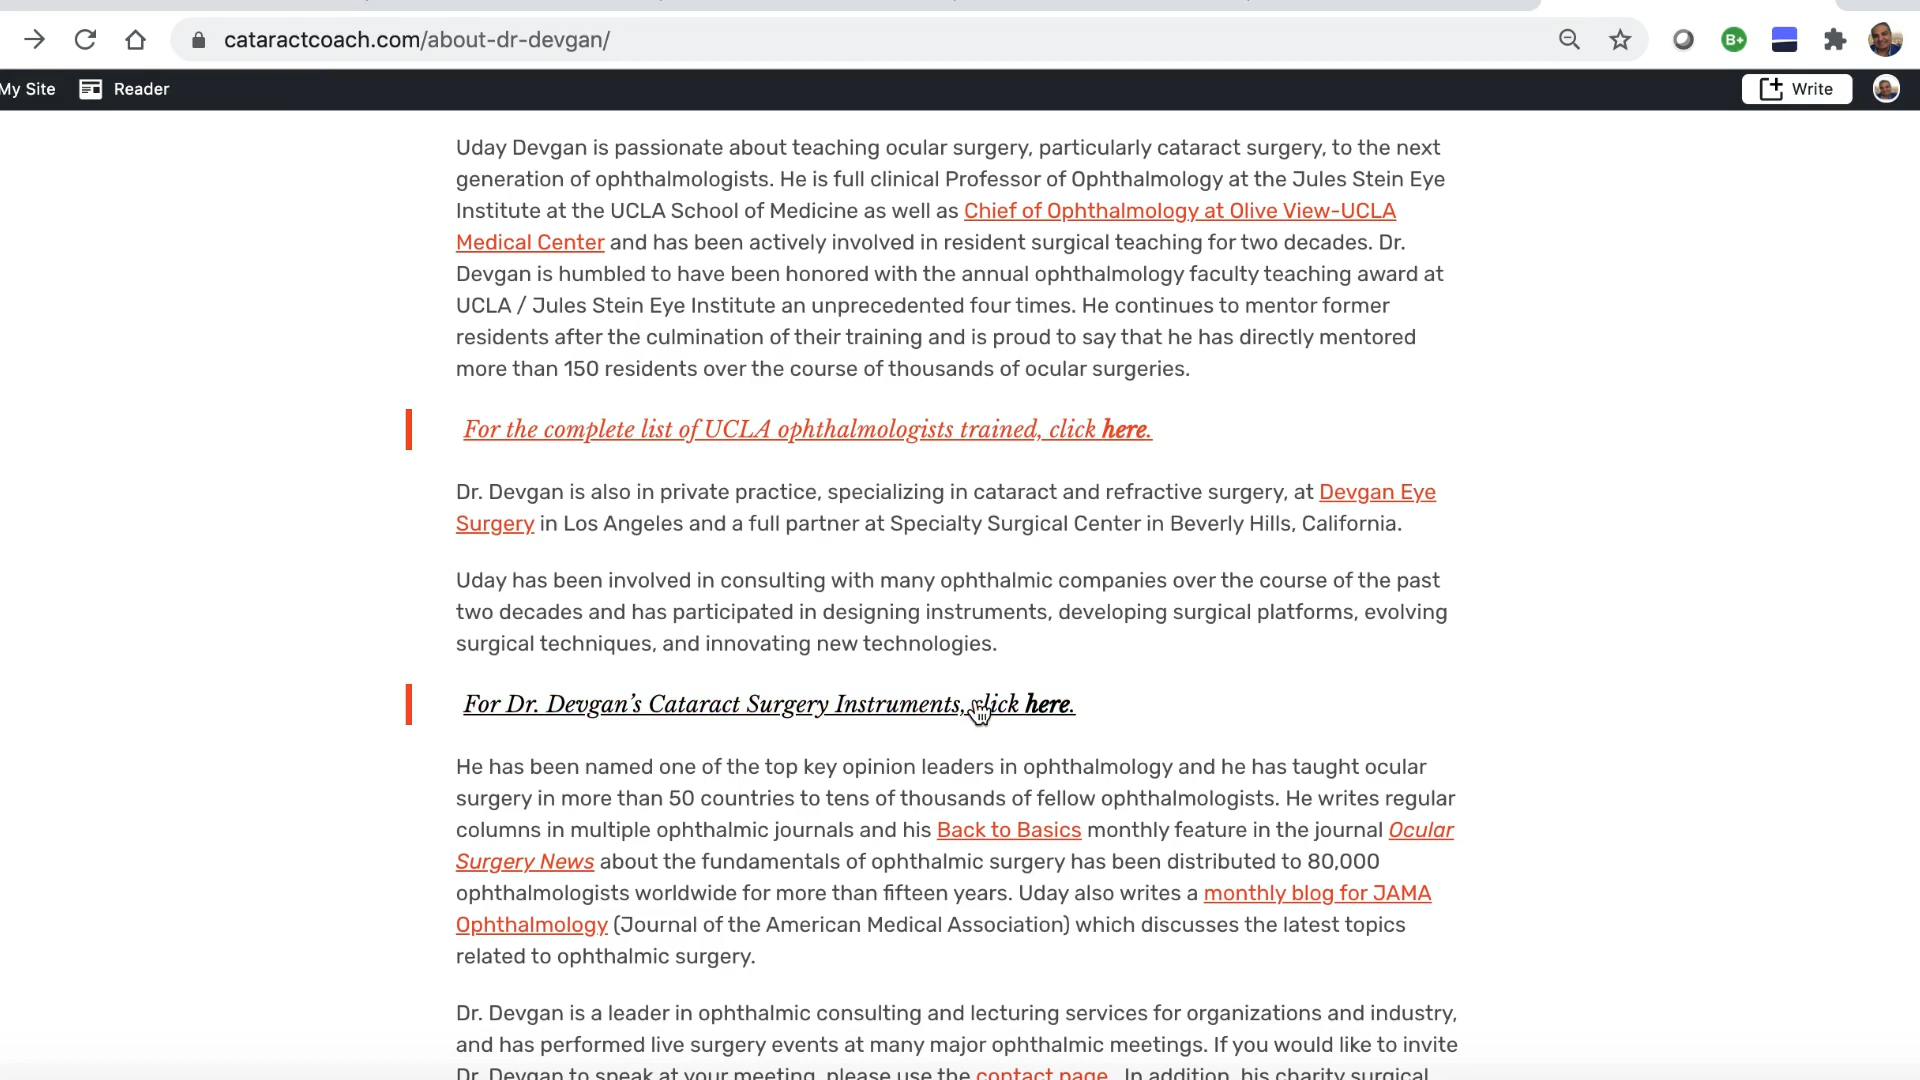 cataractcoach.com/about-dr-devgan/
B+
My Site
Reader
Write
Uday Devgan is passionate about teaching ocular surgery, particularly cataract surgery, to the next
generation of ophthalmologists. He is full clinical Professor of Ophthalmology at the Jules Stein Eye
Institute at the UCLA School of Medicine as well as Chief of Ophthalmology at Olive View-UCLA
Medical Center and has been actively involved in resident surgical teaching for two decades. Dr.
Devgan is humbled to have been honored with the annual ophthalmology faculty teaching award at
UCLA / Jules Stein Eye Institute an unprecedented four times. He continues to mentor former
residents after the culmination of their training and is proud to say that he has directly mentored
more than 150 residents over the course of thousands of ocular surgeries.
For the complete list of UCLA ophthalmologists trained, click here.
Dr. Devgan is also in private practice, specializing in cataract and refractive surgery, at Devgan Eye
Surgery in Los Angeles and a full partner at Specialty Surgical Center in Beverly Hills, California.
Uday has been involved in consulting with many ophthalmic companies over the course of the past
two decades and has participated in designing instruments, developing surgical platforms, evolving
surgical techniques, and innovating new technologies.
For Dr. Devgan's Cataract Surgery Instruments, click here.
He has been named one of the top key opinion leaders in ophthalmology and he has taught ocular
surgery in more than 50 countries to tens of thousands of fellow ophthalmologists. He writes regular
columns in multiple ophthalmic journals and his Back to Basics monthly feature in the journal Ocular
Surgery News about the fundamentals of ophthalmic surgery has been distributed to 80,000
ophthalmologists worldwide for more than fifteen years. Uday also writes a monthly blog for JAMA
Ophthalmology (Journal of the American Medical Association) which discusses the latest topics
related to ophthalmic surgery.
Dr. Devgan is a leader in ophthalmic consulting and lecturing services for organizations and industry,
and has performed live surgery events at many major ophthalmic meetings. If you would like to invite
Dr. Devgan to speak at your meeting, please use the contact page. In addition, his charity surgical